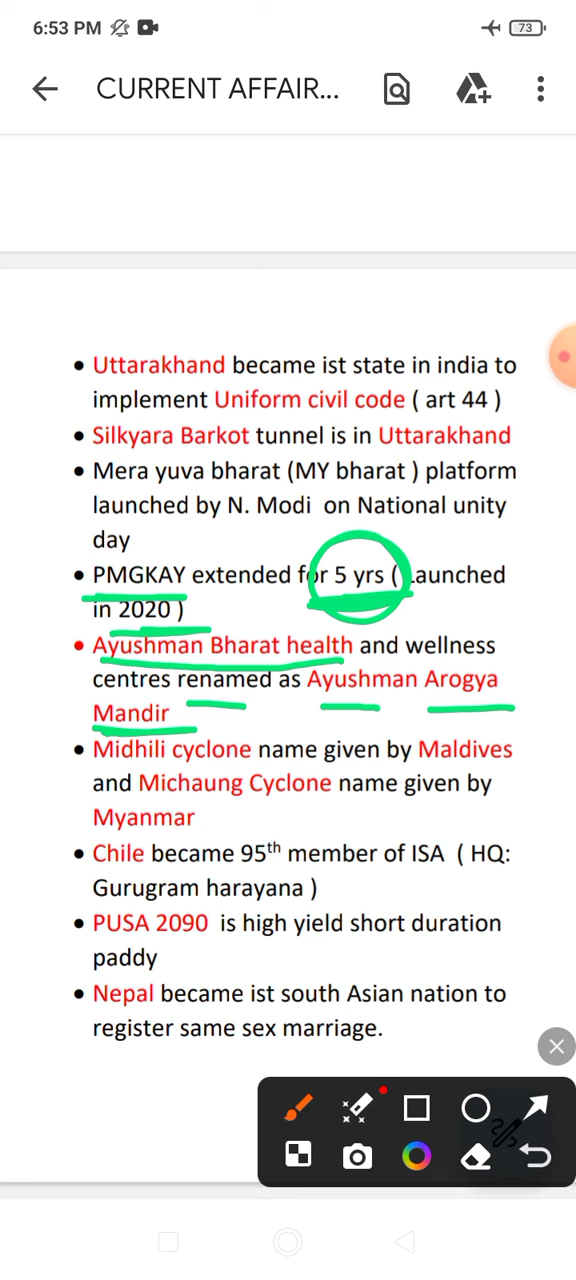 6:53 PM 73
CURRENT AFFAIR...
• Uttarakhand became ist state in india to
implement Uniform civil code ( art 44 )
• Silkyara Barkot tunnel is in Uttarakhand
• Mera yuva bharat (MY bharat ) platform
launched by N. Modi on National unity
day
• PMGKAY extended for 5 yrs ( Launched
in 2020 )
• Ayushman Bharat health and wellness
centres renamed as Ayushman Arogya
Mandir
• Midhili cyclone name given by Maldives
and Michaung Cyclone name given by
Myanmar
• Chile became 95th member of ISA ( HQ:
Gurugram harayana )
• PUSA 2090 is high yield short duration
paddy
• Nepal became ist south Asian nation to
register same sex marriage.